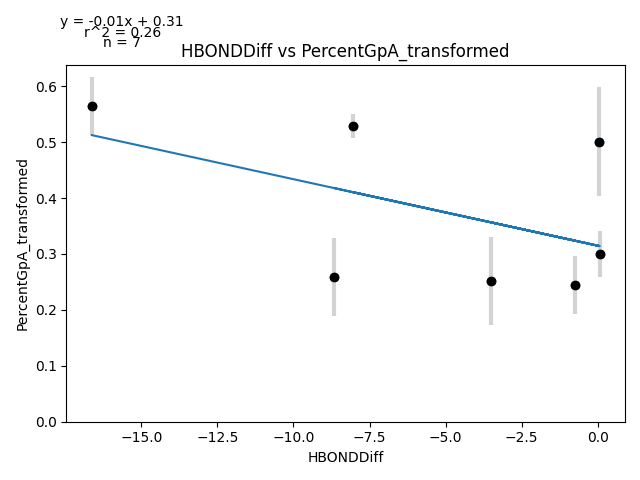 y = -0.01x + 0.31
r^2 = 0.26
n = 7
HBONDDiff vs PercentGpA_transformed
PercentGpA_transformed
0.6
0.5
0.4
0.3
0.2
0.1
0.0
−15.0 −12.5 −10.0 −7.5 −5.0 −2.5 0.0
HBONDDiff